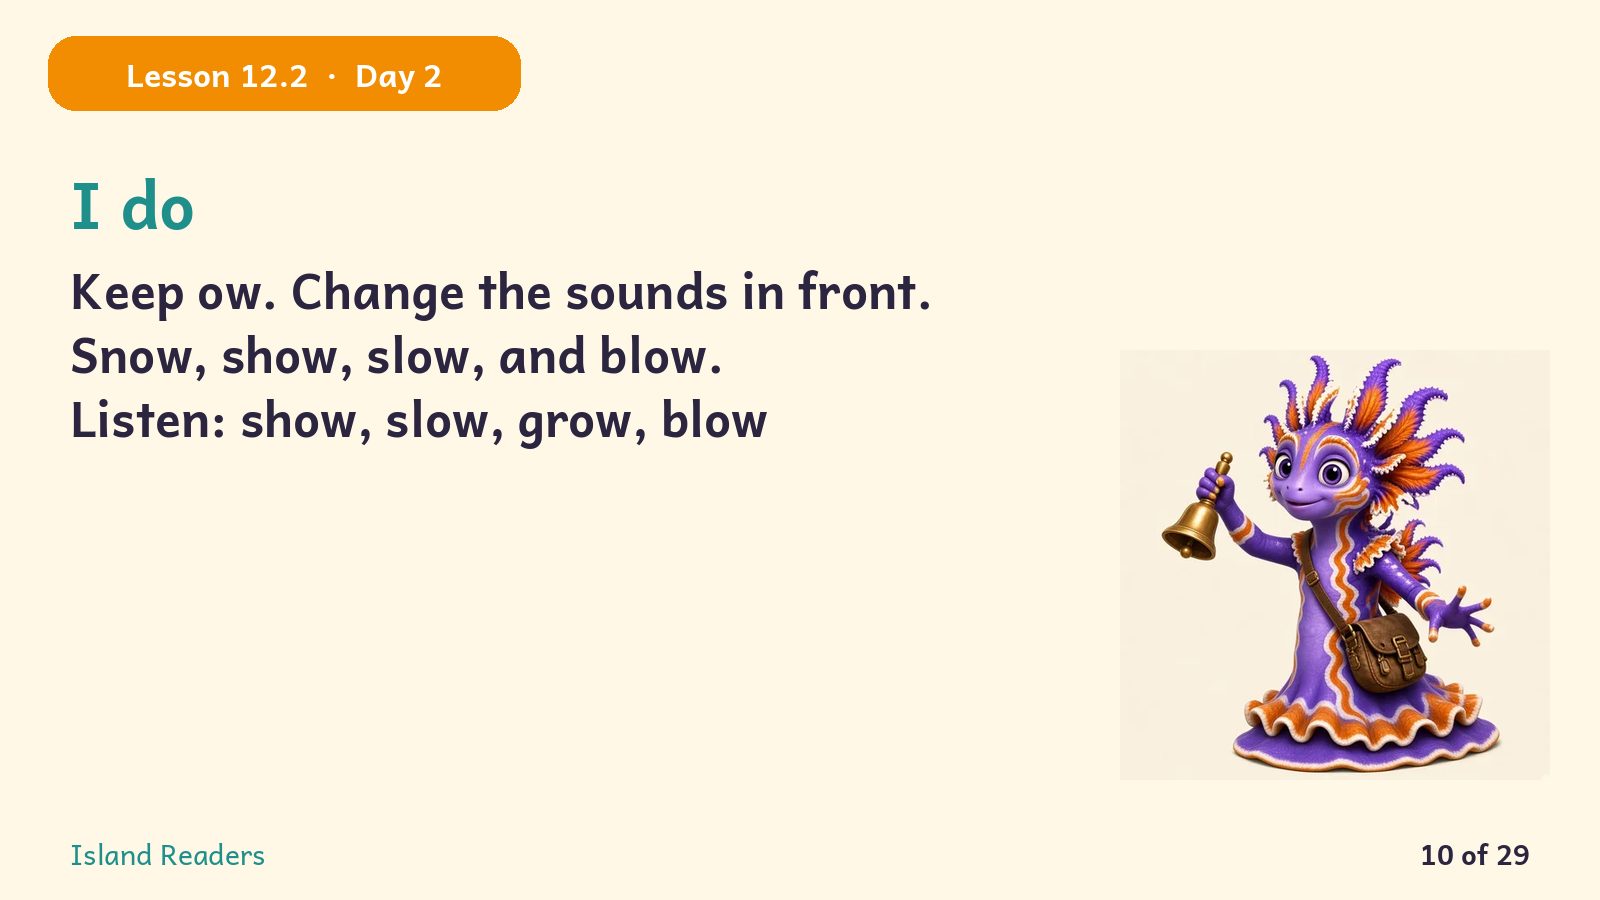 Lesson 12.2 · Day 2
I do
Keep ow. Change the sounds in front.
Snow, show, slow, and blow.
Listen: show, slow, grow, blow
Island Readers
10 of 29